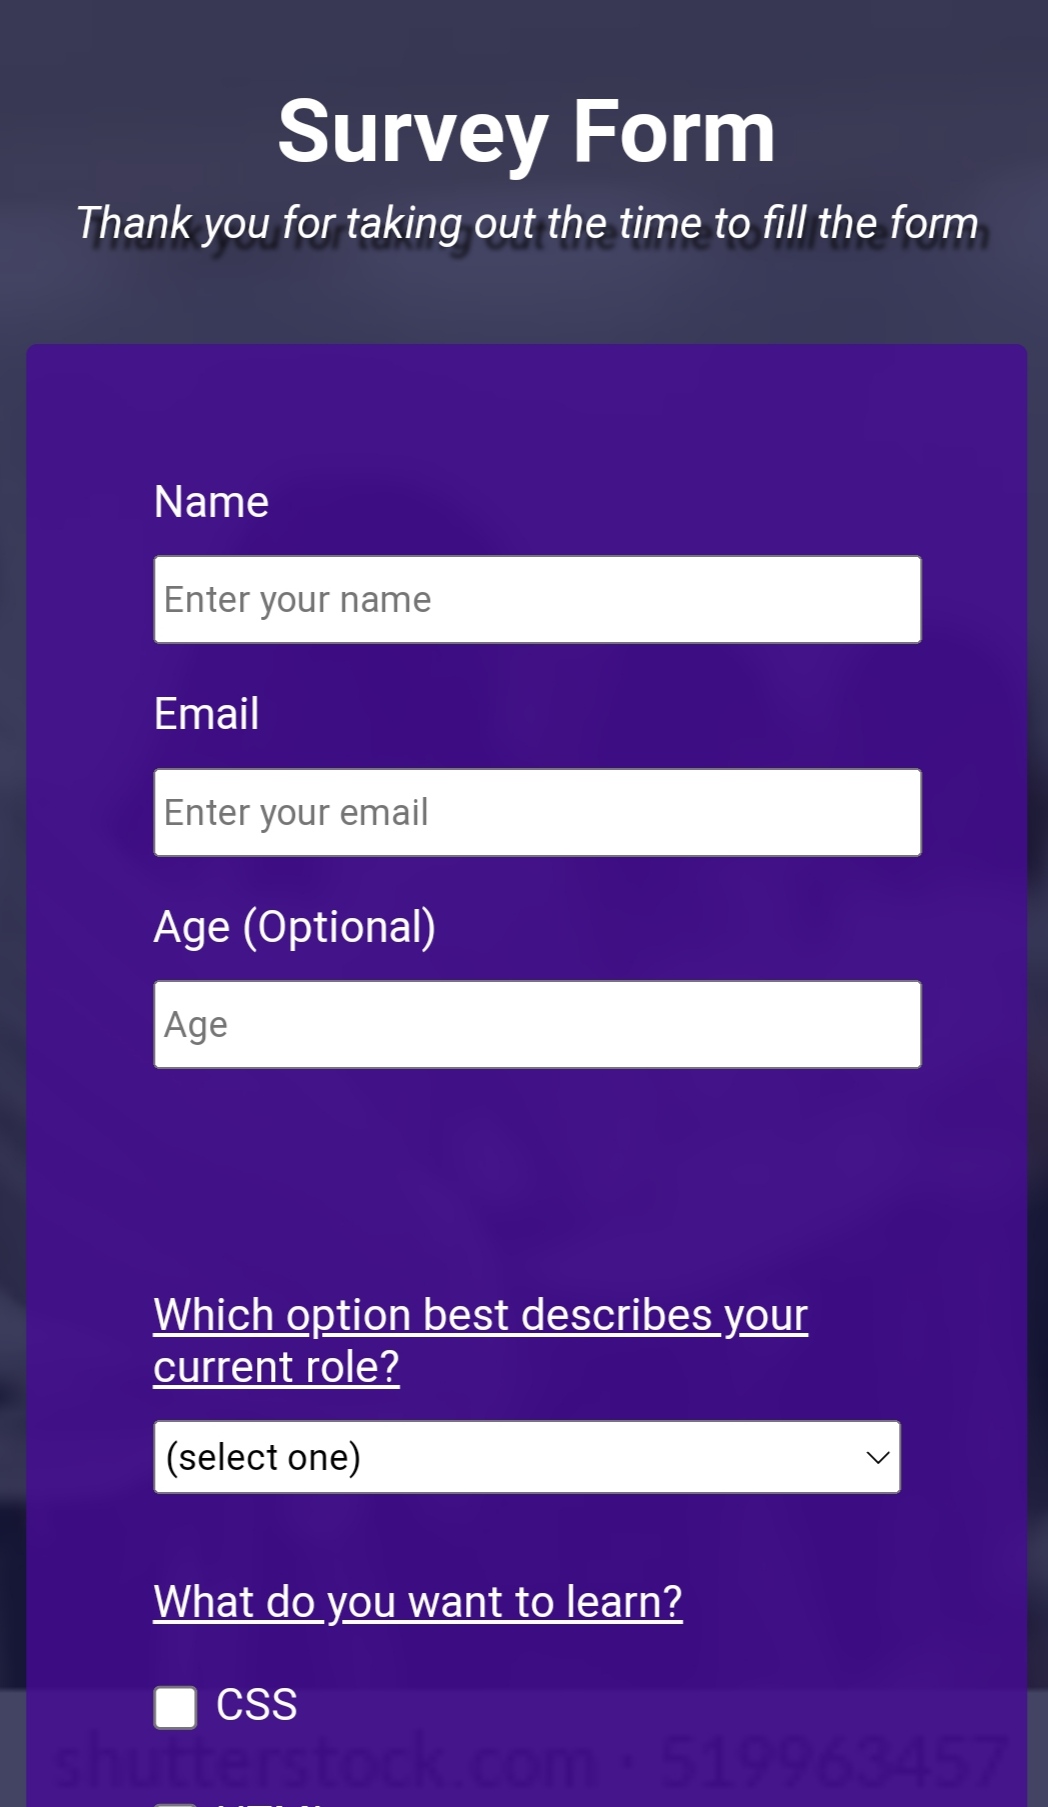 Survey Form
Thank you for taking out the time to fill the form
Name
Enter your name
Email
Enter your email
Age (Optional)
Age
Which option best describes your
current role?
(select one)
What do you want to learn?
CSS
shutterstock.com · 519963457